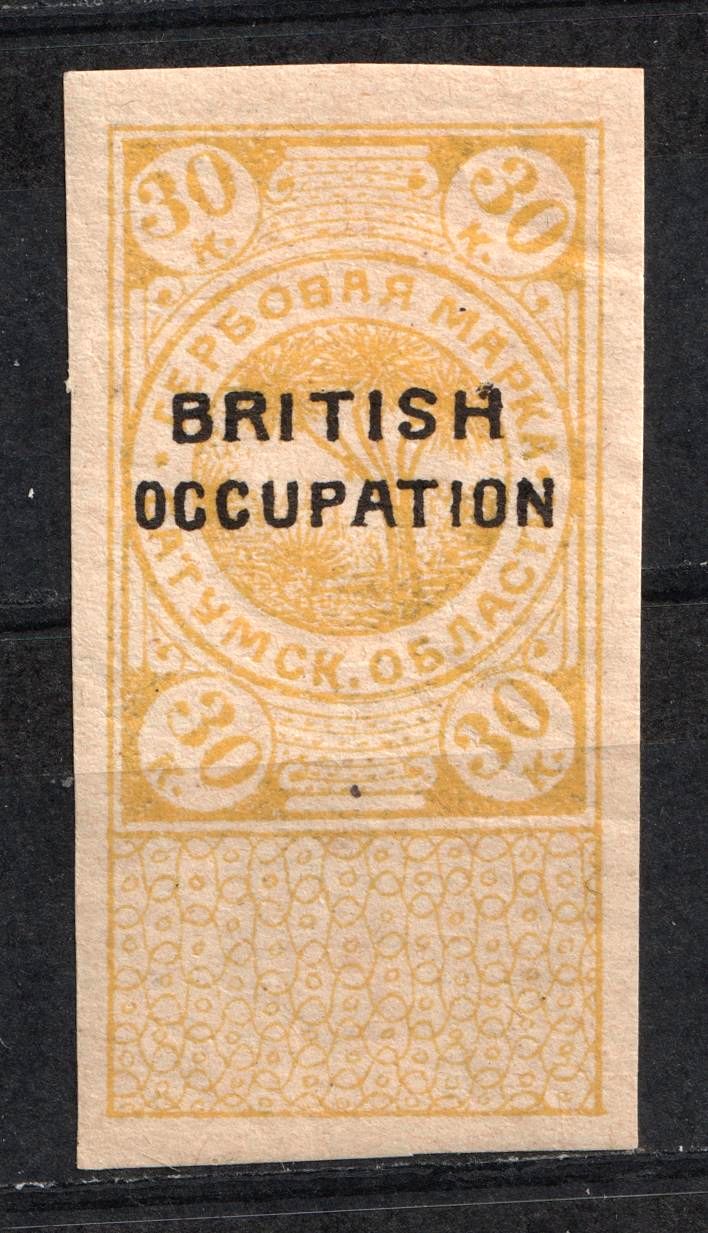 30 30
к. к.
ГЕРБОВАЯ МАРКА
BRITISH
OCCUPATION
БАТУМСК. ОБЛАСТ
30 30
к. к.